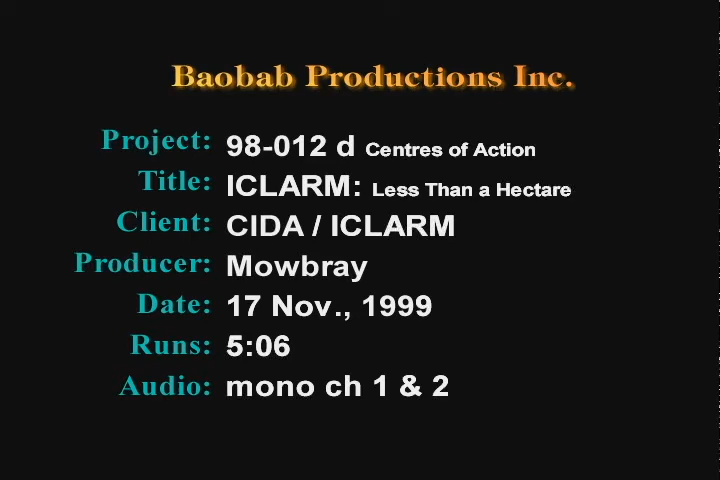 Baobab Productions Inc.
Project: 98-012 d Centres of Action
Title: ICLARM: Less Than a Hectare
Client: CIDA / ICLARM
Producer: Mowbray
Date: 17 Nov., 1999
Runs: 5:06
Audio: mono ch 1 & 2